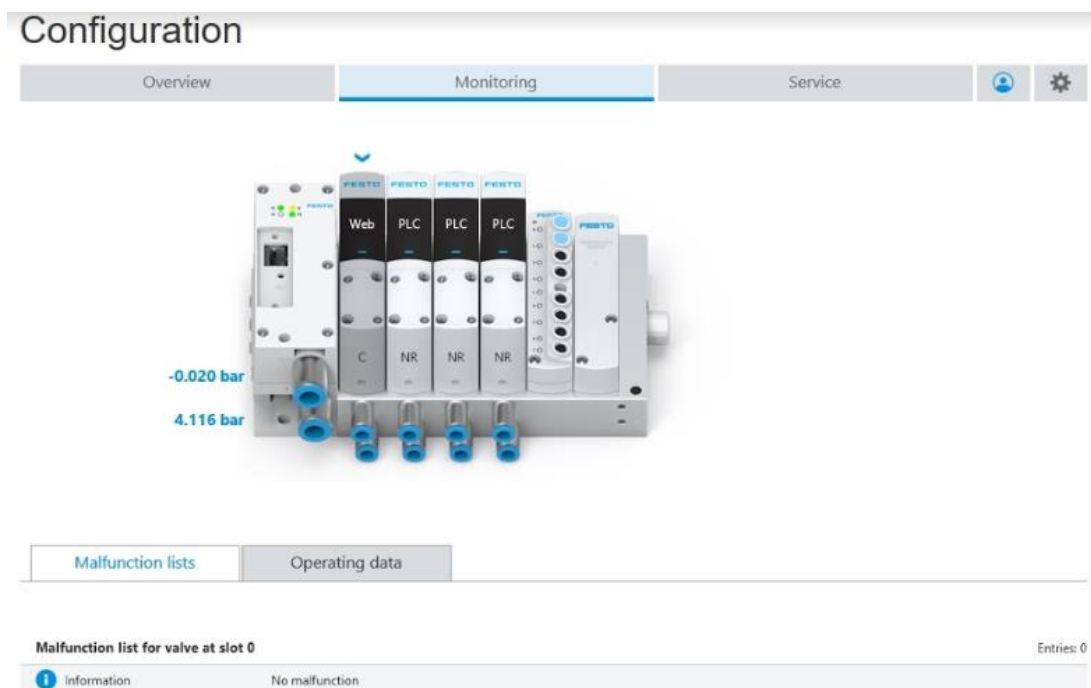 Configuration
Overview Monitoring Service
FESTO FESTO FESTO FESTO
FESTO
Web PLC PLC PLC
FESTO
C NR NR NR
-0.020 bar
4.116 bar
Malfunction lists Operating data
Malfunction list for valve at slot 0 Entries: 0
Information No malfunction